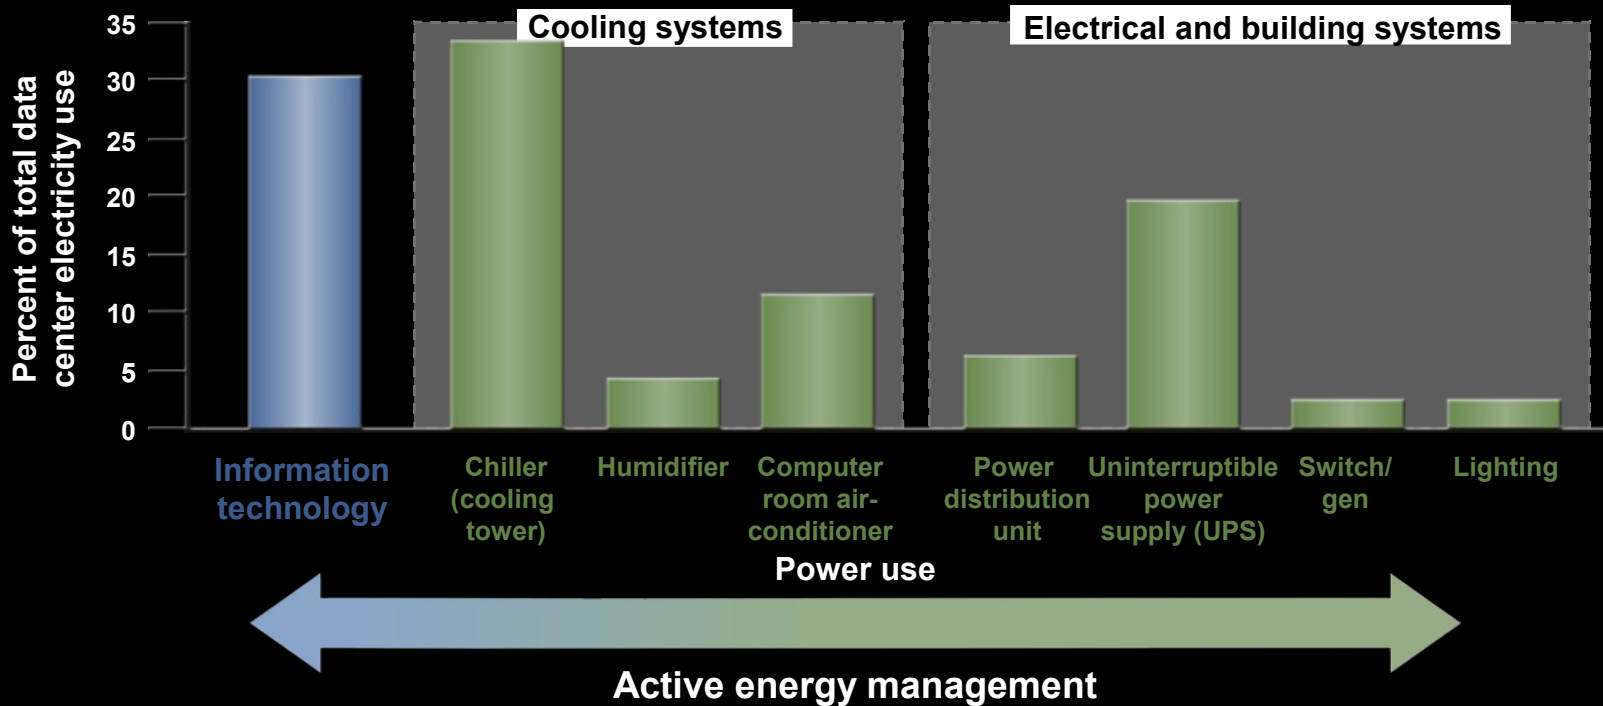 Percent of total data
center electricity use
35
30
25
20
15
10
5
0
Cooling systems
Electrical and building systems
Information
technology
Chiller
(cooling
tower)
Humidifier
Computer
room air-
conditioner
Power
distribution
unit
Uninterruptible
power
supply (UPS)
Switch/
gen
Lighting
Power use
Active energy management